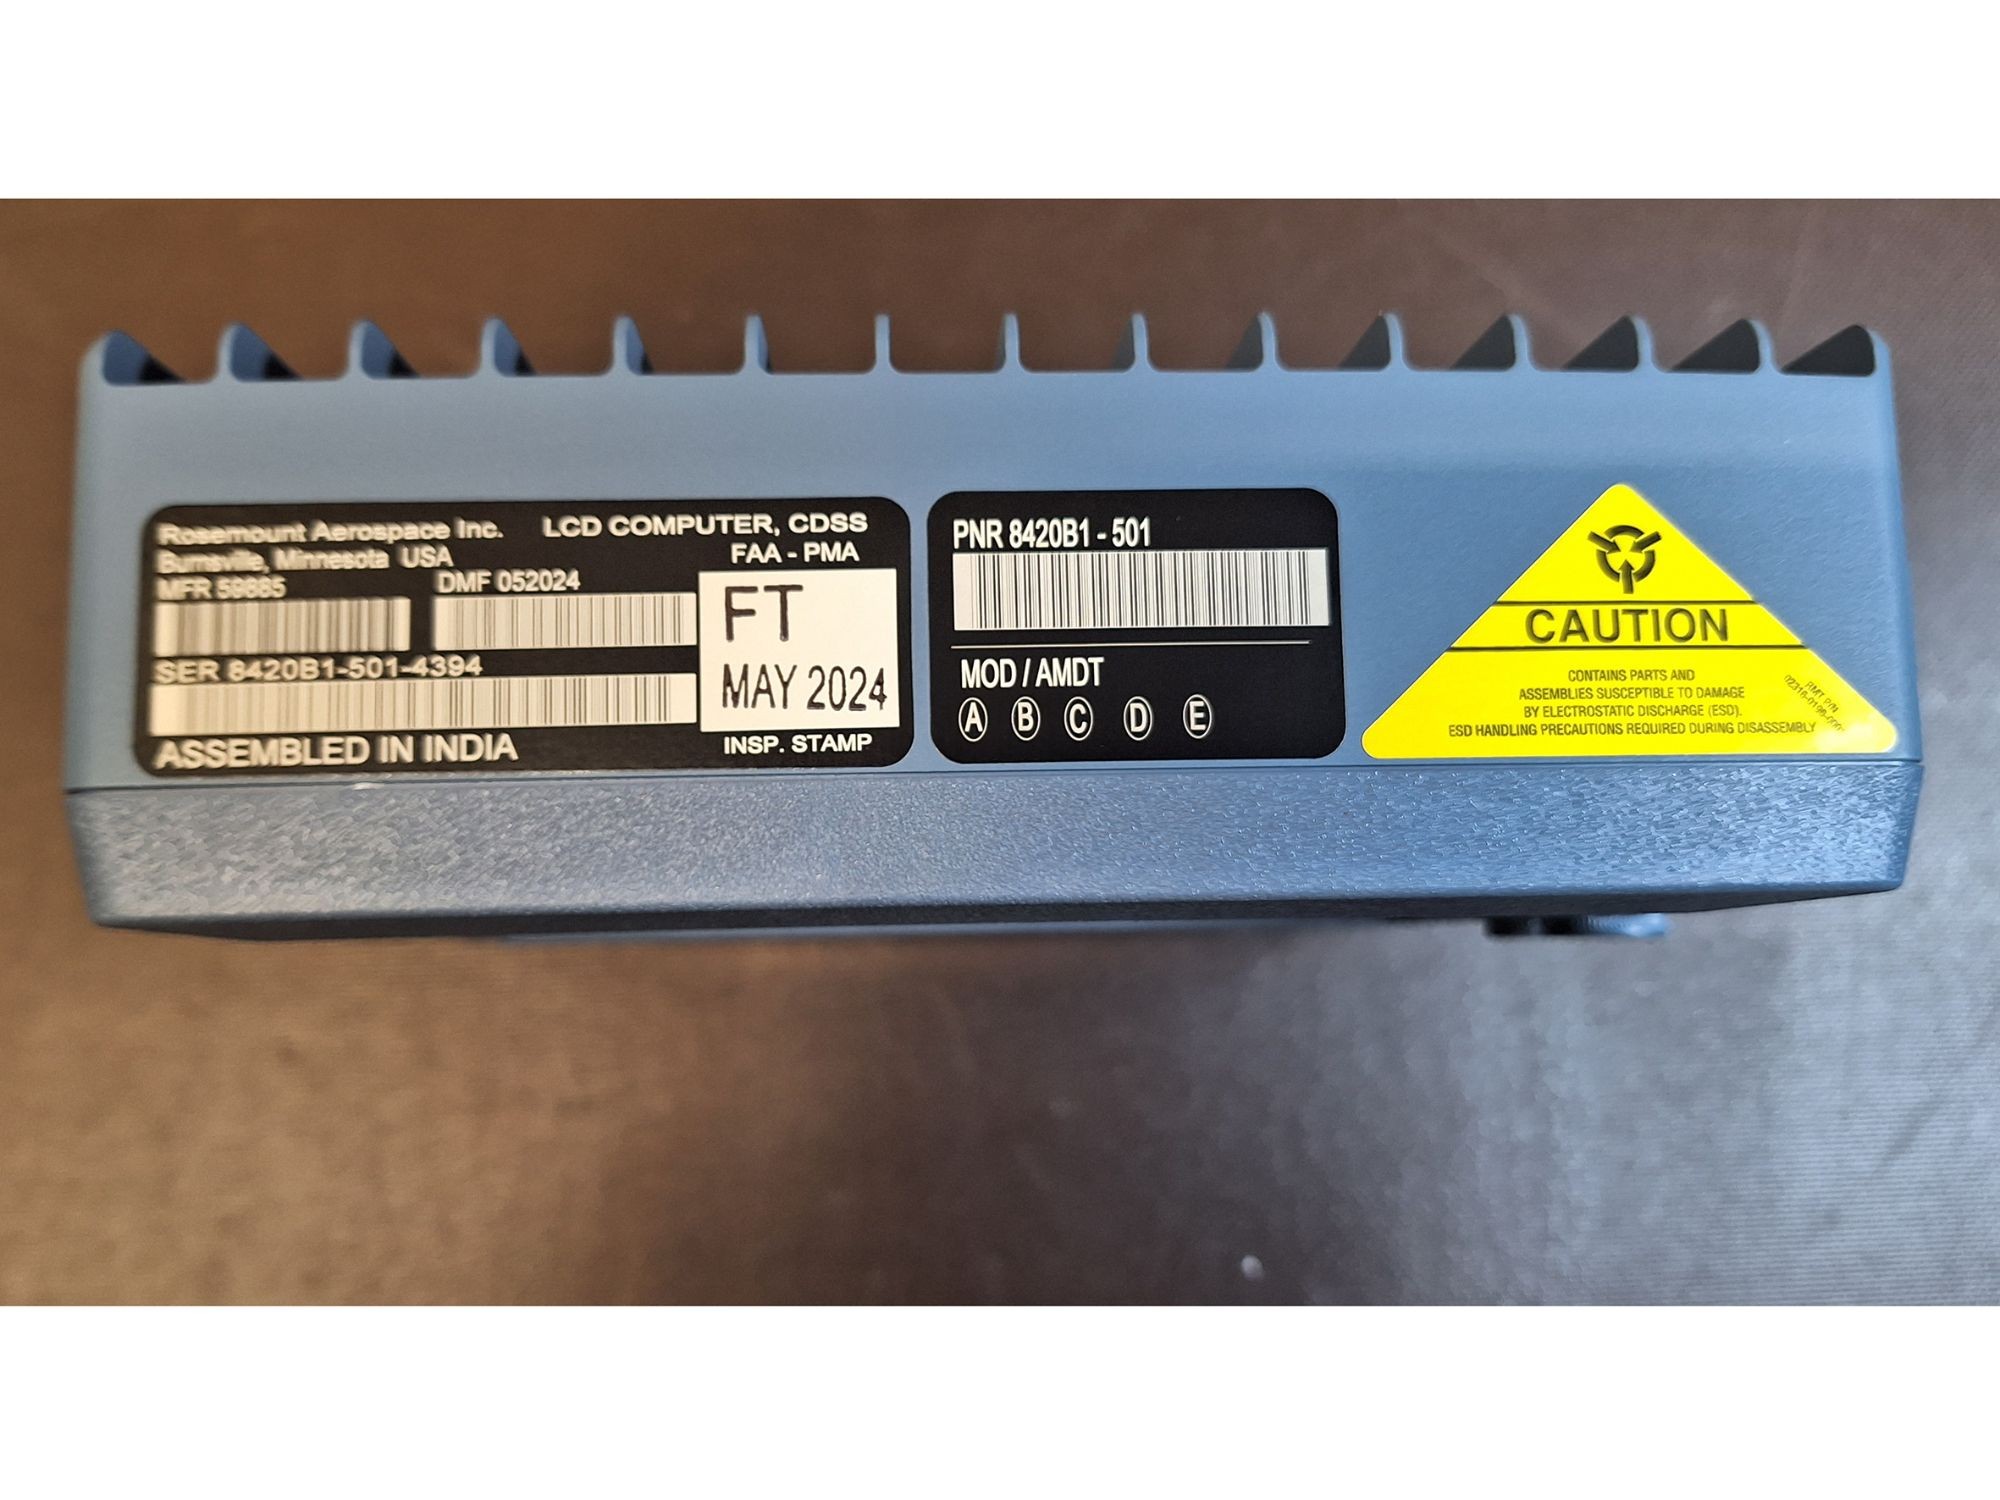 Rosemount Aerospace Inc.
LCD COMPUTER, CDSS
Burnsville, Minnesota USA
FAA - PMA
MFR 59885
DMF 052024
SER 8420B1-501-4394
ASSEMBLED IN INDIA
FT
MAY 2024
INSP. STAMP
PNR 8420B1 - 501
MOD / AMDT
A B C D E
CAUTION
CONTAINS PARTS AND
ASSEMBLIES SUSCEPTIBLE TO DAMAGE
BY ELECTROSTATIC DISCHARGE (ESD).
ESD HANDLING PRECAUTIONS REQUIRED DURING DISASSEMBLY
RMT P/N